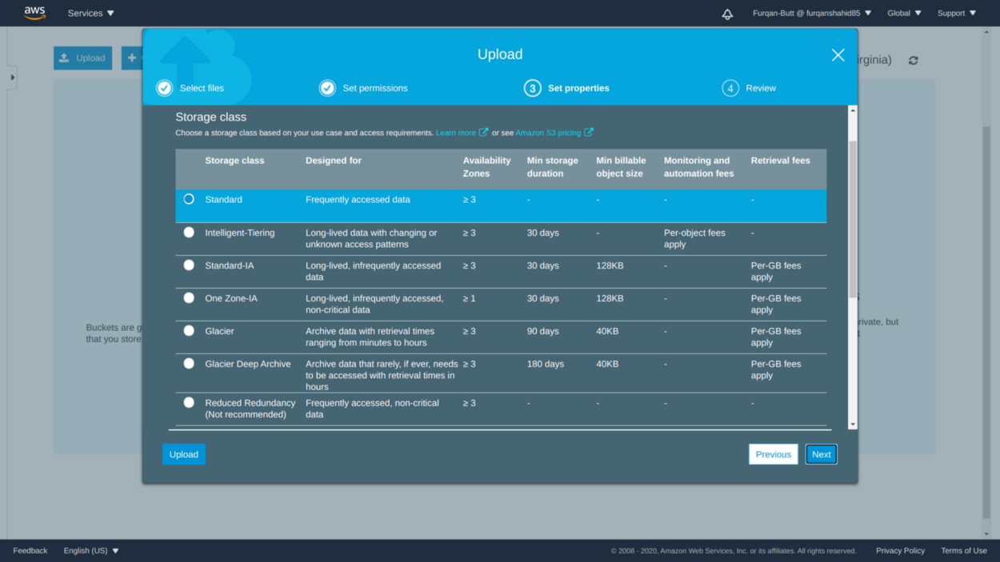 aws
Services
Furqan-Butt @ furqanshahid85
Global
Support
Upload
Upload
irginia)
Select files
Set permissions
3 Set properties
4 Review
Storage class
Choose a storage class based on your use case and access requirements. Learn more or see Amazon S3 pricing
Storage class
Designed for
Availability Zones
Min storage duration
Min billable object size
Monitoring and automation fees
Retrieval fees
Standard
Frequently accessed data
≥ 3
-
-
-
-
Intelligent-Tiering
Long-lived data with changing or
unknown access patterns
≥ 3
30 days
-
Per-object fees
apply
-
Standard-IA
Long-lived, infrequently accessed
data
≥ 3
30 days
128KB
-
Per-GB fees
apply
One Zone-IA
Long-lived, infrequently accessed,
non-critical data
≥ 1
30 days
128KB
-
Per-GB fees
apply
Glacier
Archive data with retrieval times
ranging from minutes to hours
≥ 3
90 days
40KB
-
Per-GB fees
apply
Glacier Deep Archive
Archive data that rarely, if ever, needs
to be accessed with retrieval times in
hours
≥ 3
180 days
40KB
-
Per-GB fees
apply
Reduced Redundancy
(Not recommended)
Frequently accessed, non-critical
data
≥ 3
-
-
-
-
Buckets are g
that you store
rivate, but
Upload
Previous
Next
Feedback
English (US)
© 2008 - 2020, Amazon Web Services, Inc. or its affiliates. All rights reserved.
Privacy Policy
Terms of Use